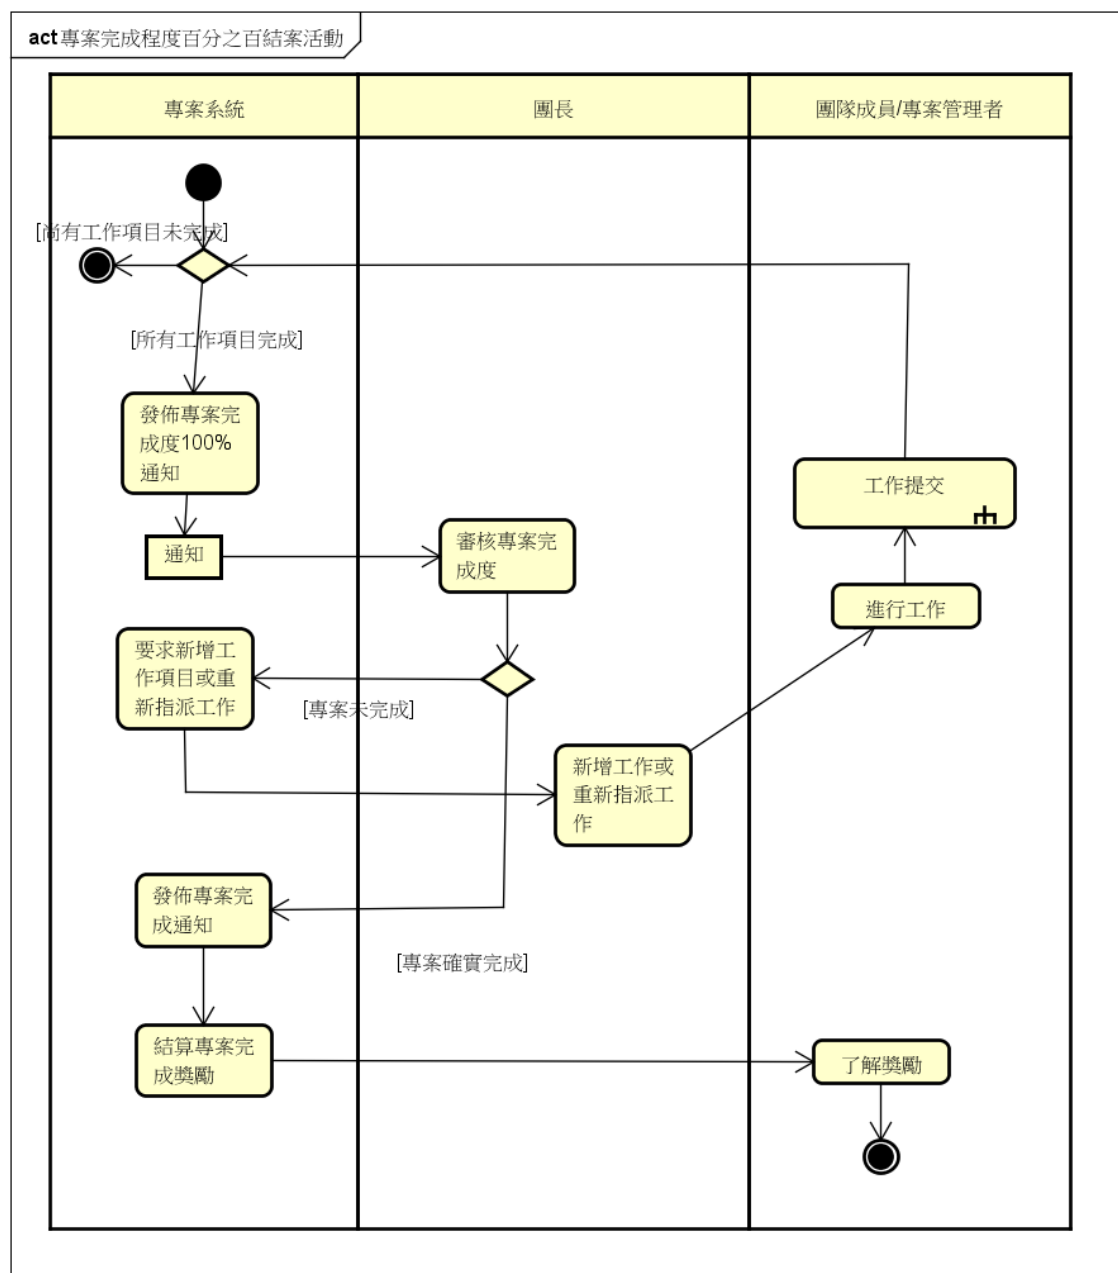 act 專案完成程度百分之百結案活動
專案系統
團長
團隊成員/專案管理者
[尚有工作項目未完成]
[所有工作項目完成]
發佈專案完
成度100%
通知
工作提交
通知
審核專案完
成度
進行工作
要求新增工
作項目或重
新指派工作
[專案未完成]
新增工作或
重新指派工
作
發佈專案完
成通知
[專案確實完成]
結算專案完
成獎勵
了解獎勵